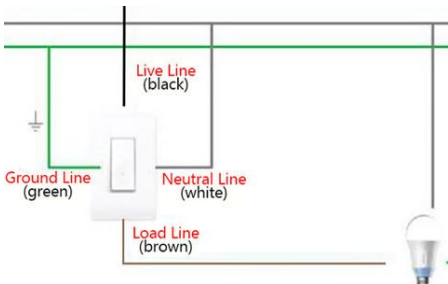 Live Line
(black)
Ground Line
(green)
Neutral Line
(white)
Load Line
(brown)